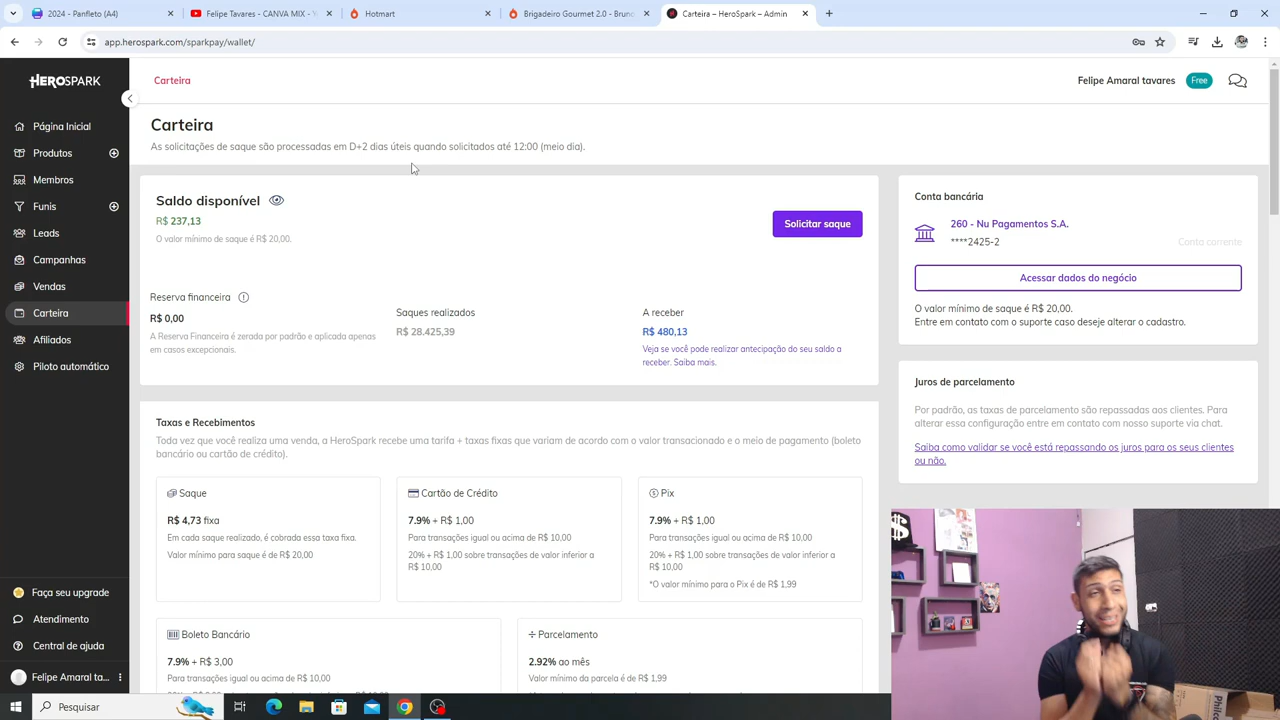 2024 - Panfleto (A4)
Felipe Tavares - CANVA MIX - Y
Hotmart
Brigadeiro Gourmet 2.0 - Bruno
Carteira – HeroSpark – Admin
app.herospark.com/sparkpay/wallet/
HEROSPARK
Carteira
Felipe Amaral tavares
Free
Página Inicial
Produtos
Membros
Funis
Leads
Campanhas
Vendas
Carteira
Afiliados
Piloto automático
Faça seu upgrade
Atendimento
Central de ajuda
Felipe Amaral ta...
Carteira
As solicitações de saque são processadas em D+2 dias úteis quando solicitados até 12:00 (meio dia).
Saldo disponível
R$ 237,13
O valor mínimo de saque é R$ 20,00.
Solicitar saque
Reserva financeira
R$ 0,00
A Reserva Financeira é zerada por padrão e aplicada apenas
em casos excepcionais.
Saques realizados
R$ 28.425,39
A receber
R$ 480,13
Veja se você pode realizar antecipação do seu saldo a
receber. Saiba mais.
Conta bancária
260 - Nu Pagamentos S.A.
****2425-2
Conta corrente
Acessar dados do negócio
O valor mínimo de saque é R$ 20,00.
Entre em contato com o suporte caso deseje alterar o cadastro.
Juros de parcelamento
Por padrão, as taxas de parcelamento são repassadas aos clientes. Para
alterar essa configuração entre em contato com nosso suporte via chat.
Saiba como validar se você está repassando os juros para os seus clientes
ou não.
Taxas e Recebimentos
Toda vez que você realiza uma venda, a HeroSpark recebe uma tarifa + taxas fixas que variam de acordo com o valor transacionado e o meio de pagamento (boleto
bancário ou cartão de crédito).
Saque
R$ 4,73 fixa
Em cada saque realizado, é cobrada essa taxa fixa.
Valor mínimo para saque é de R$ 20,00
Cartão de Crédito
7.9% + R$ 1,00
Para transações igual ou acima de R$ 10,00
20% + R$ 1,00 sobre transações de valor inferior a
R$ 10,00
Pix
7.9% + R$ 1,00
Para transações igual ou acima de R$ 10,00
20% + R$ 1,00 sobre transações de valor inferior a
R$ 10,00
*O valor mínimo para o Pix é de R$ 1,99
Boleto Bancário
7.9% + R$ 3,00
Para transações igual ou acima de R$ 10,00
Parcelamento
2.92% ao mês
Valor mínimo da parcela é de R$ 1,99
Pesquisar